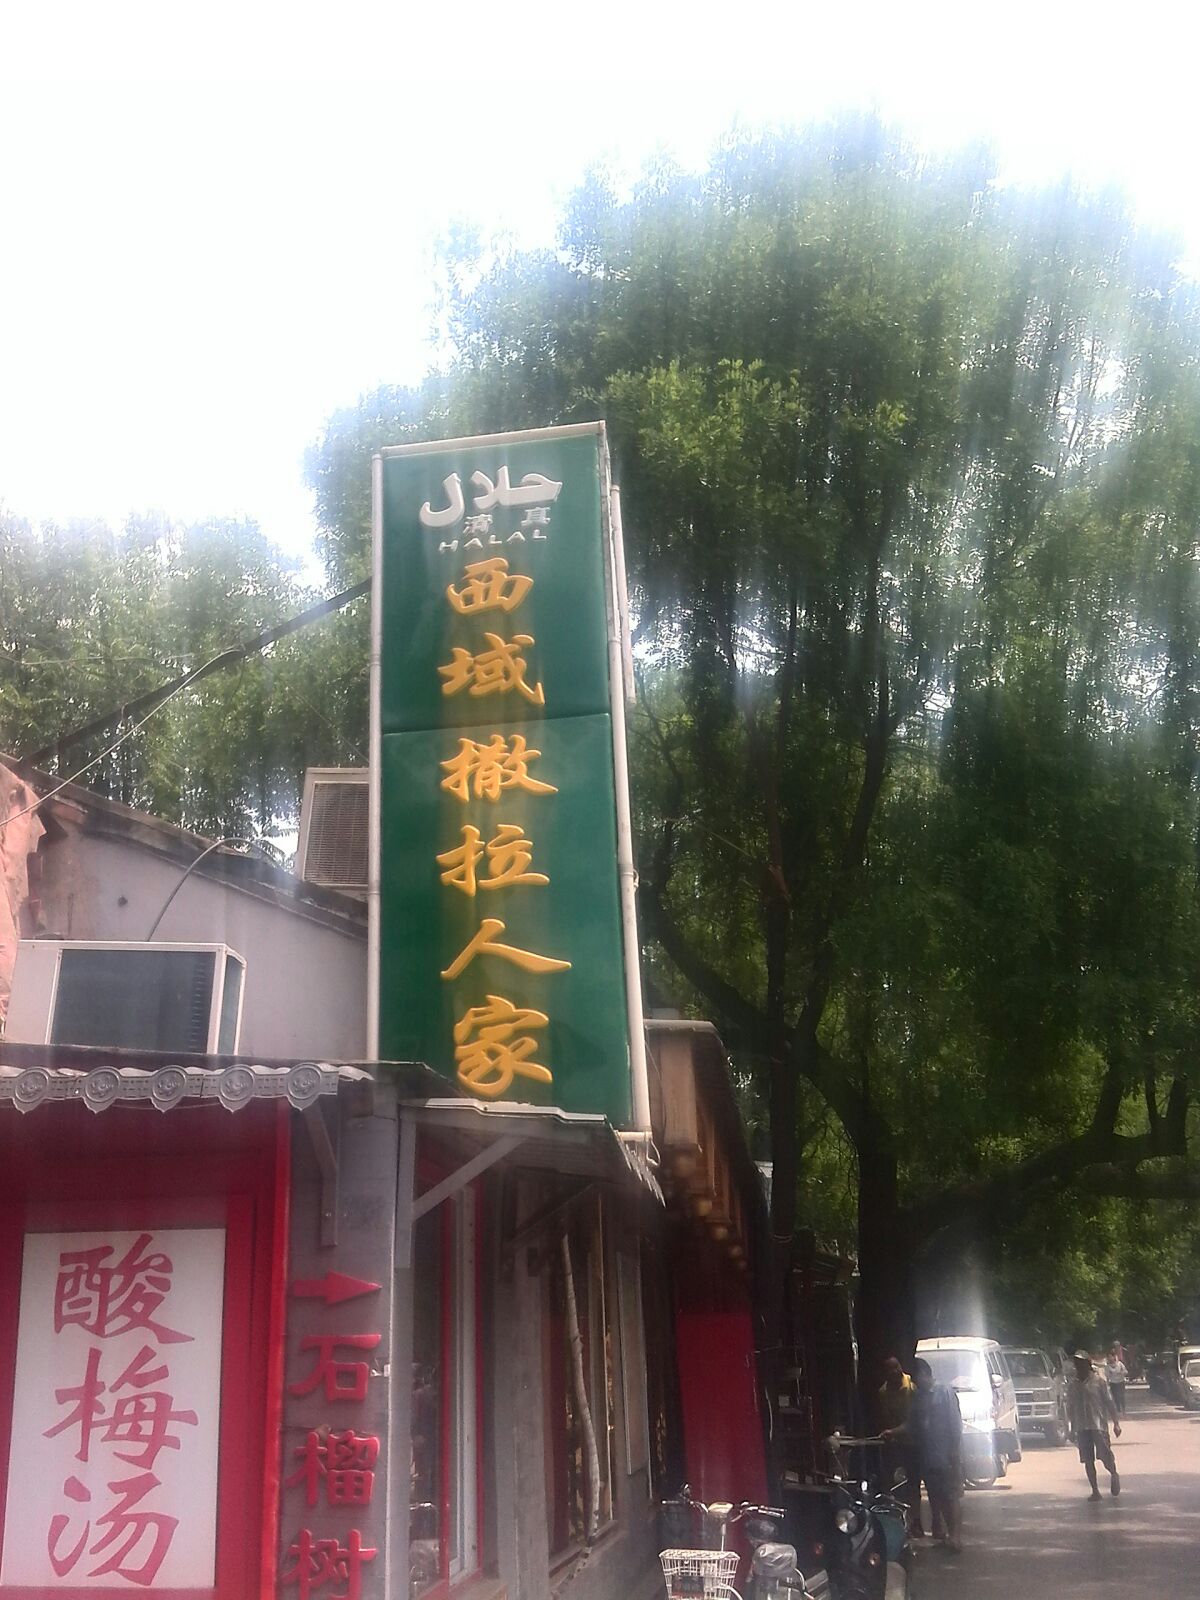 حلال
清真
HALAL
西域撒拉人家
酸梅汤
石榴树